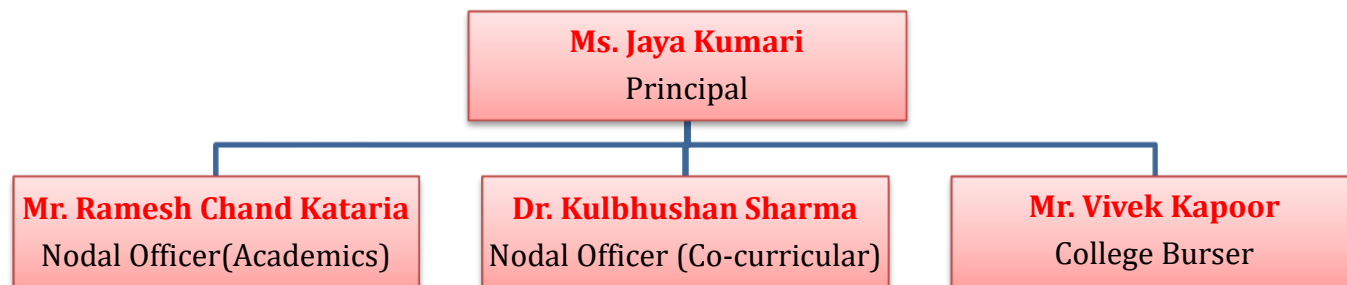 Ms. Jaya Kumari
Principal
Mr. Ramesh Chand Kataria
Nodal Officer(Academics)
Dr. Kulbhushan Sharma
Nodal Officer (Co-curricular)
Mr. Vivek Kapoor
College Burser